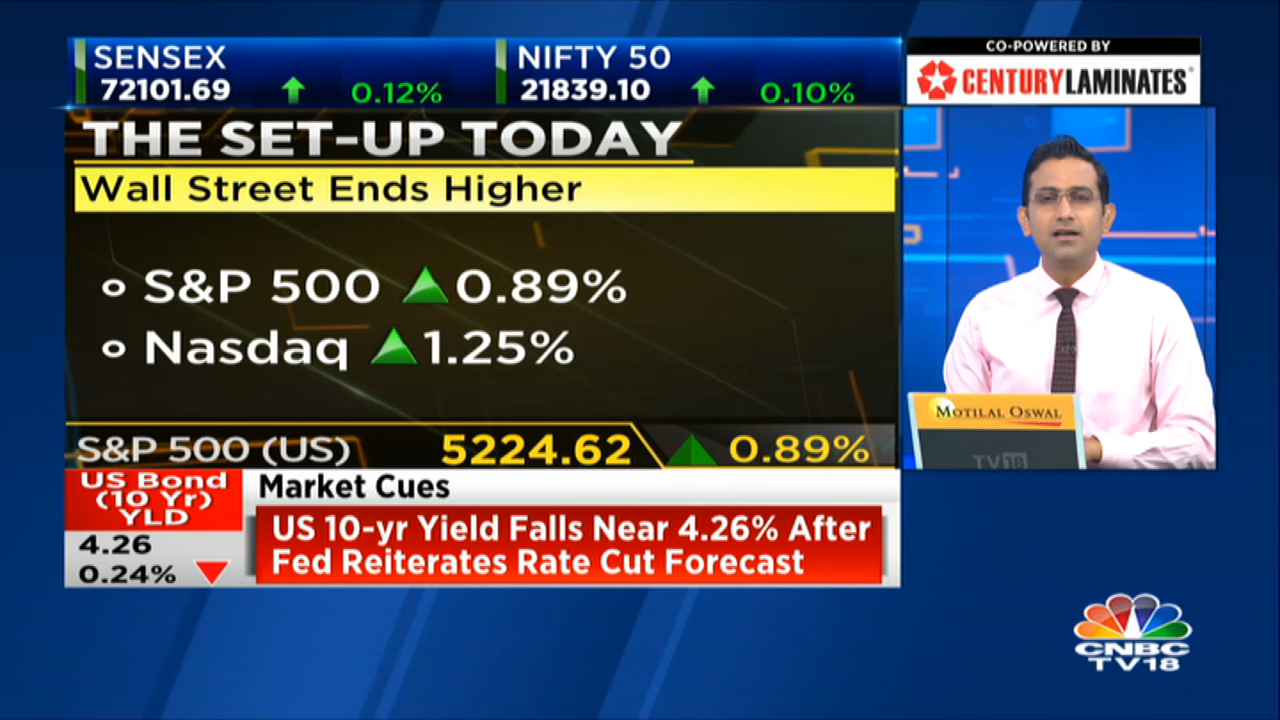 SENSEX
72101.69 0.12%
NIFTY 50
21839.10 0.10%
CO-POWERED BY
CENTURYLAMINATES®
THE SET-UP TODAY
Wall Street Ends Higher
S&P 500 0.89%
Nasdaq 1.25%
S&P 500 (US) 5224.62 0.89%
MOTILAL OSWAL
TV18
US Bond
(10 Yr)
YLD
4.26
0.24%
Market Cues
US 10-yr Yield Falls Near 4.26% After
Fed Reiterates Rate Cut Forecast
CNBC
TV18